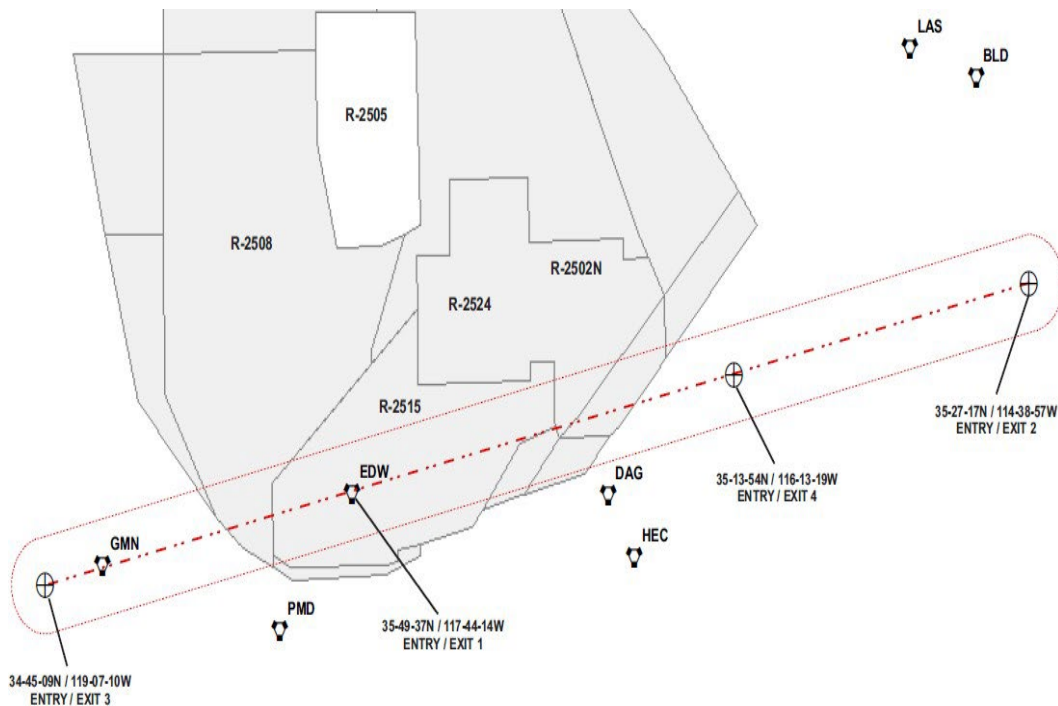 LAS
BLD
R-2505
R-2508
R-2502N
R-2524
R-2515
EDW
GMN
DAG
HEC
PMD
35-27-17N / 114-38-57W
ENTRY / EXIT 2
35-13-54N / 116-13-19W
ENTRY / EXIT 4
35-49-37N / 117-44-14W
ENTRY / EXIT 1
34-45-09N / 119-07-10W
ENTRY / EXIT 3